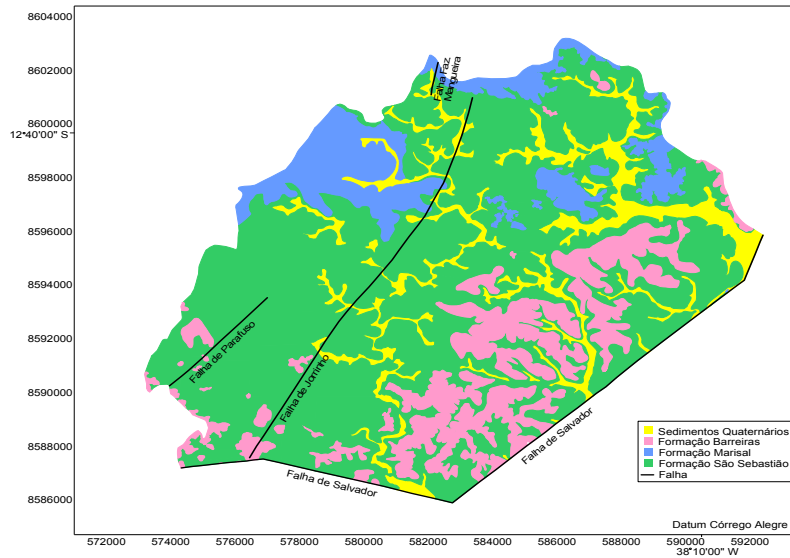 8604000
8602000
8600000
12°40'00" S
8598000
8596000
8594000
8592000
8590000
8588000
8586000
Falha Faz.
Mangueira
Falha de Parafuso
Falha de Jorrinho
Falha de Salvador
Falha de Salvador
Sedimentos Quaternários
Formação Barreiras
Formação Marisal
Formação São Sebastião
Falha
Datum Córrego Alegre
572000 574000 576000 578000 580000 582000 584000 586000 588000 590000 592000
38°10'00" W